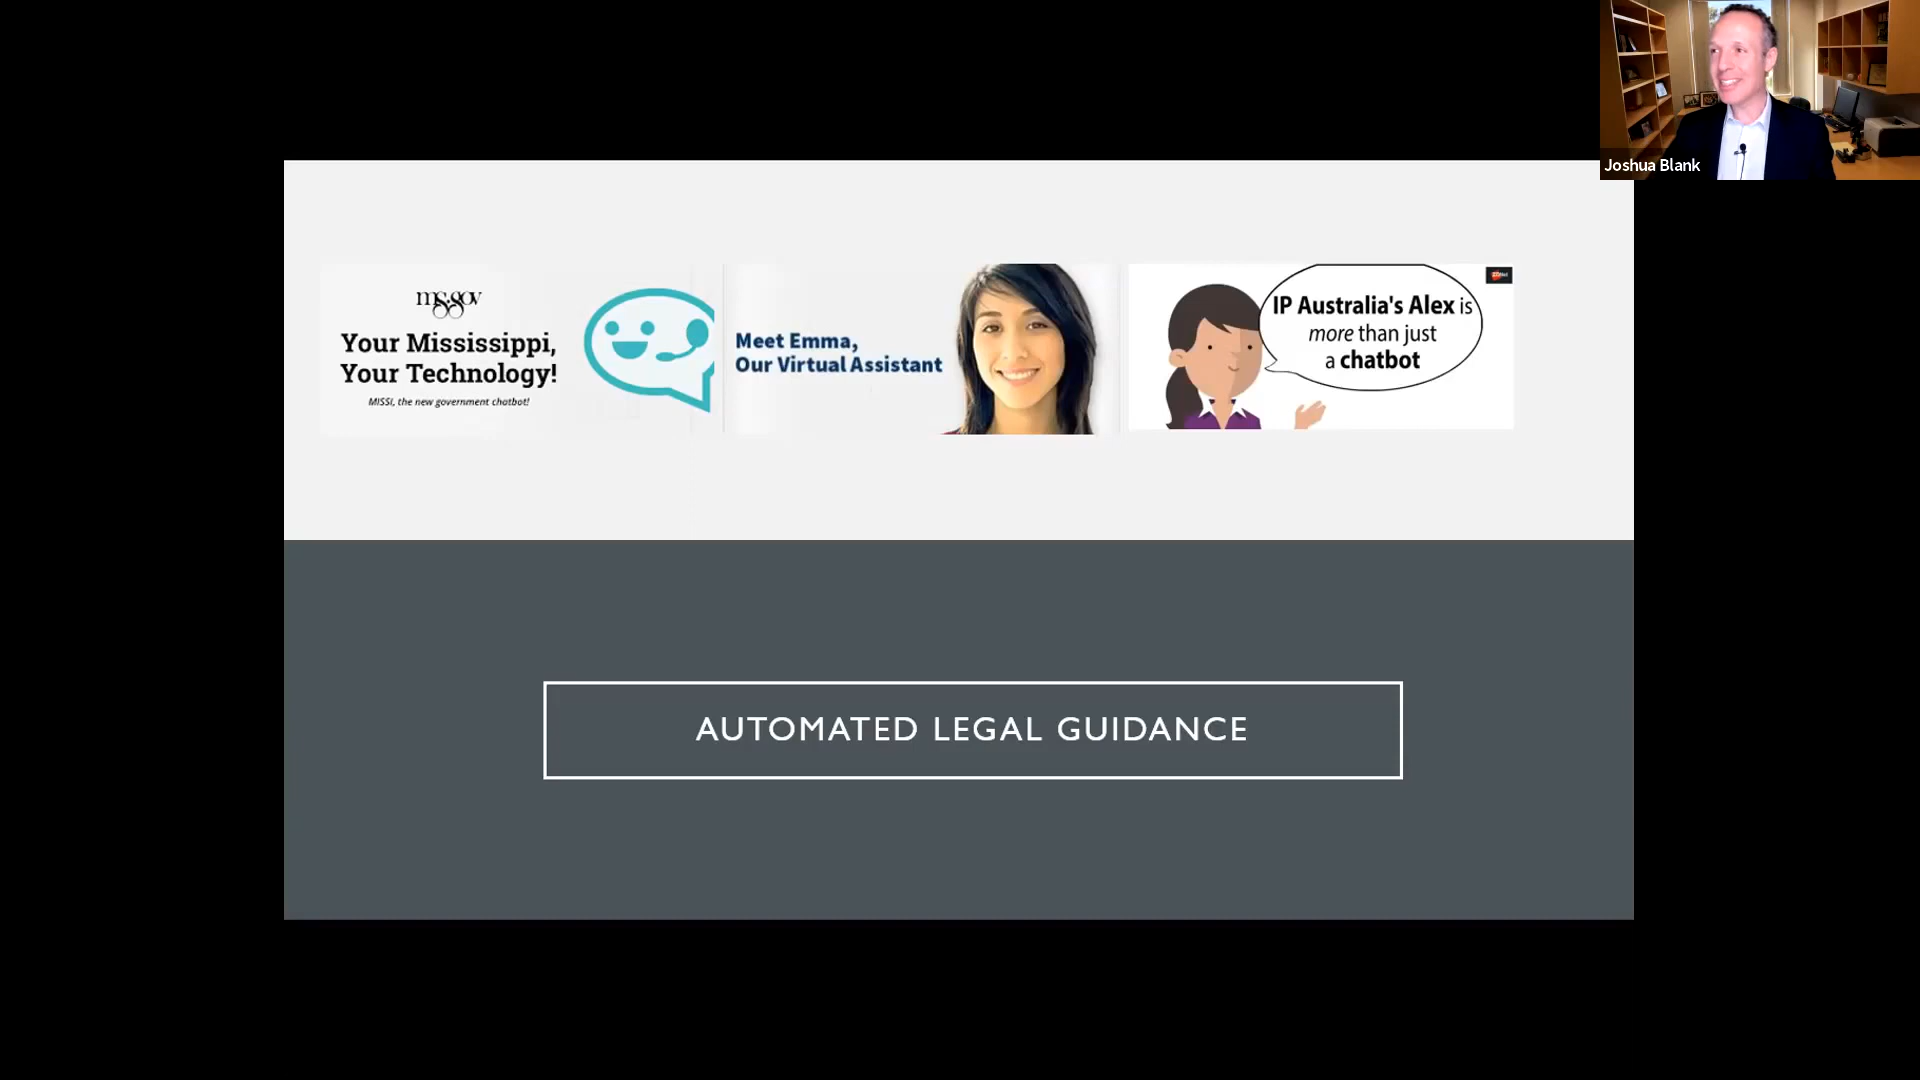 Joshua Blank
ms.gov
Your Mississippi,
Your Technology!
MISSI, the new government chatbot!
Meet Emma,
Our Virtual Assistant
IP Australia's Alex is
more than just
a chatbot
AUTOMATED LEGAL GUIDANCE